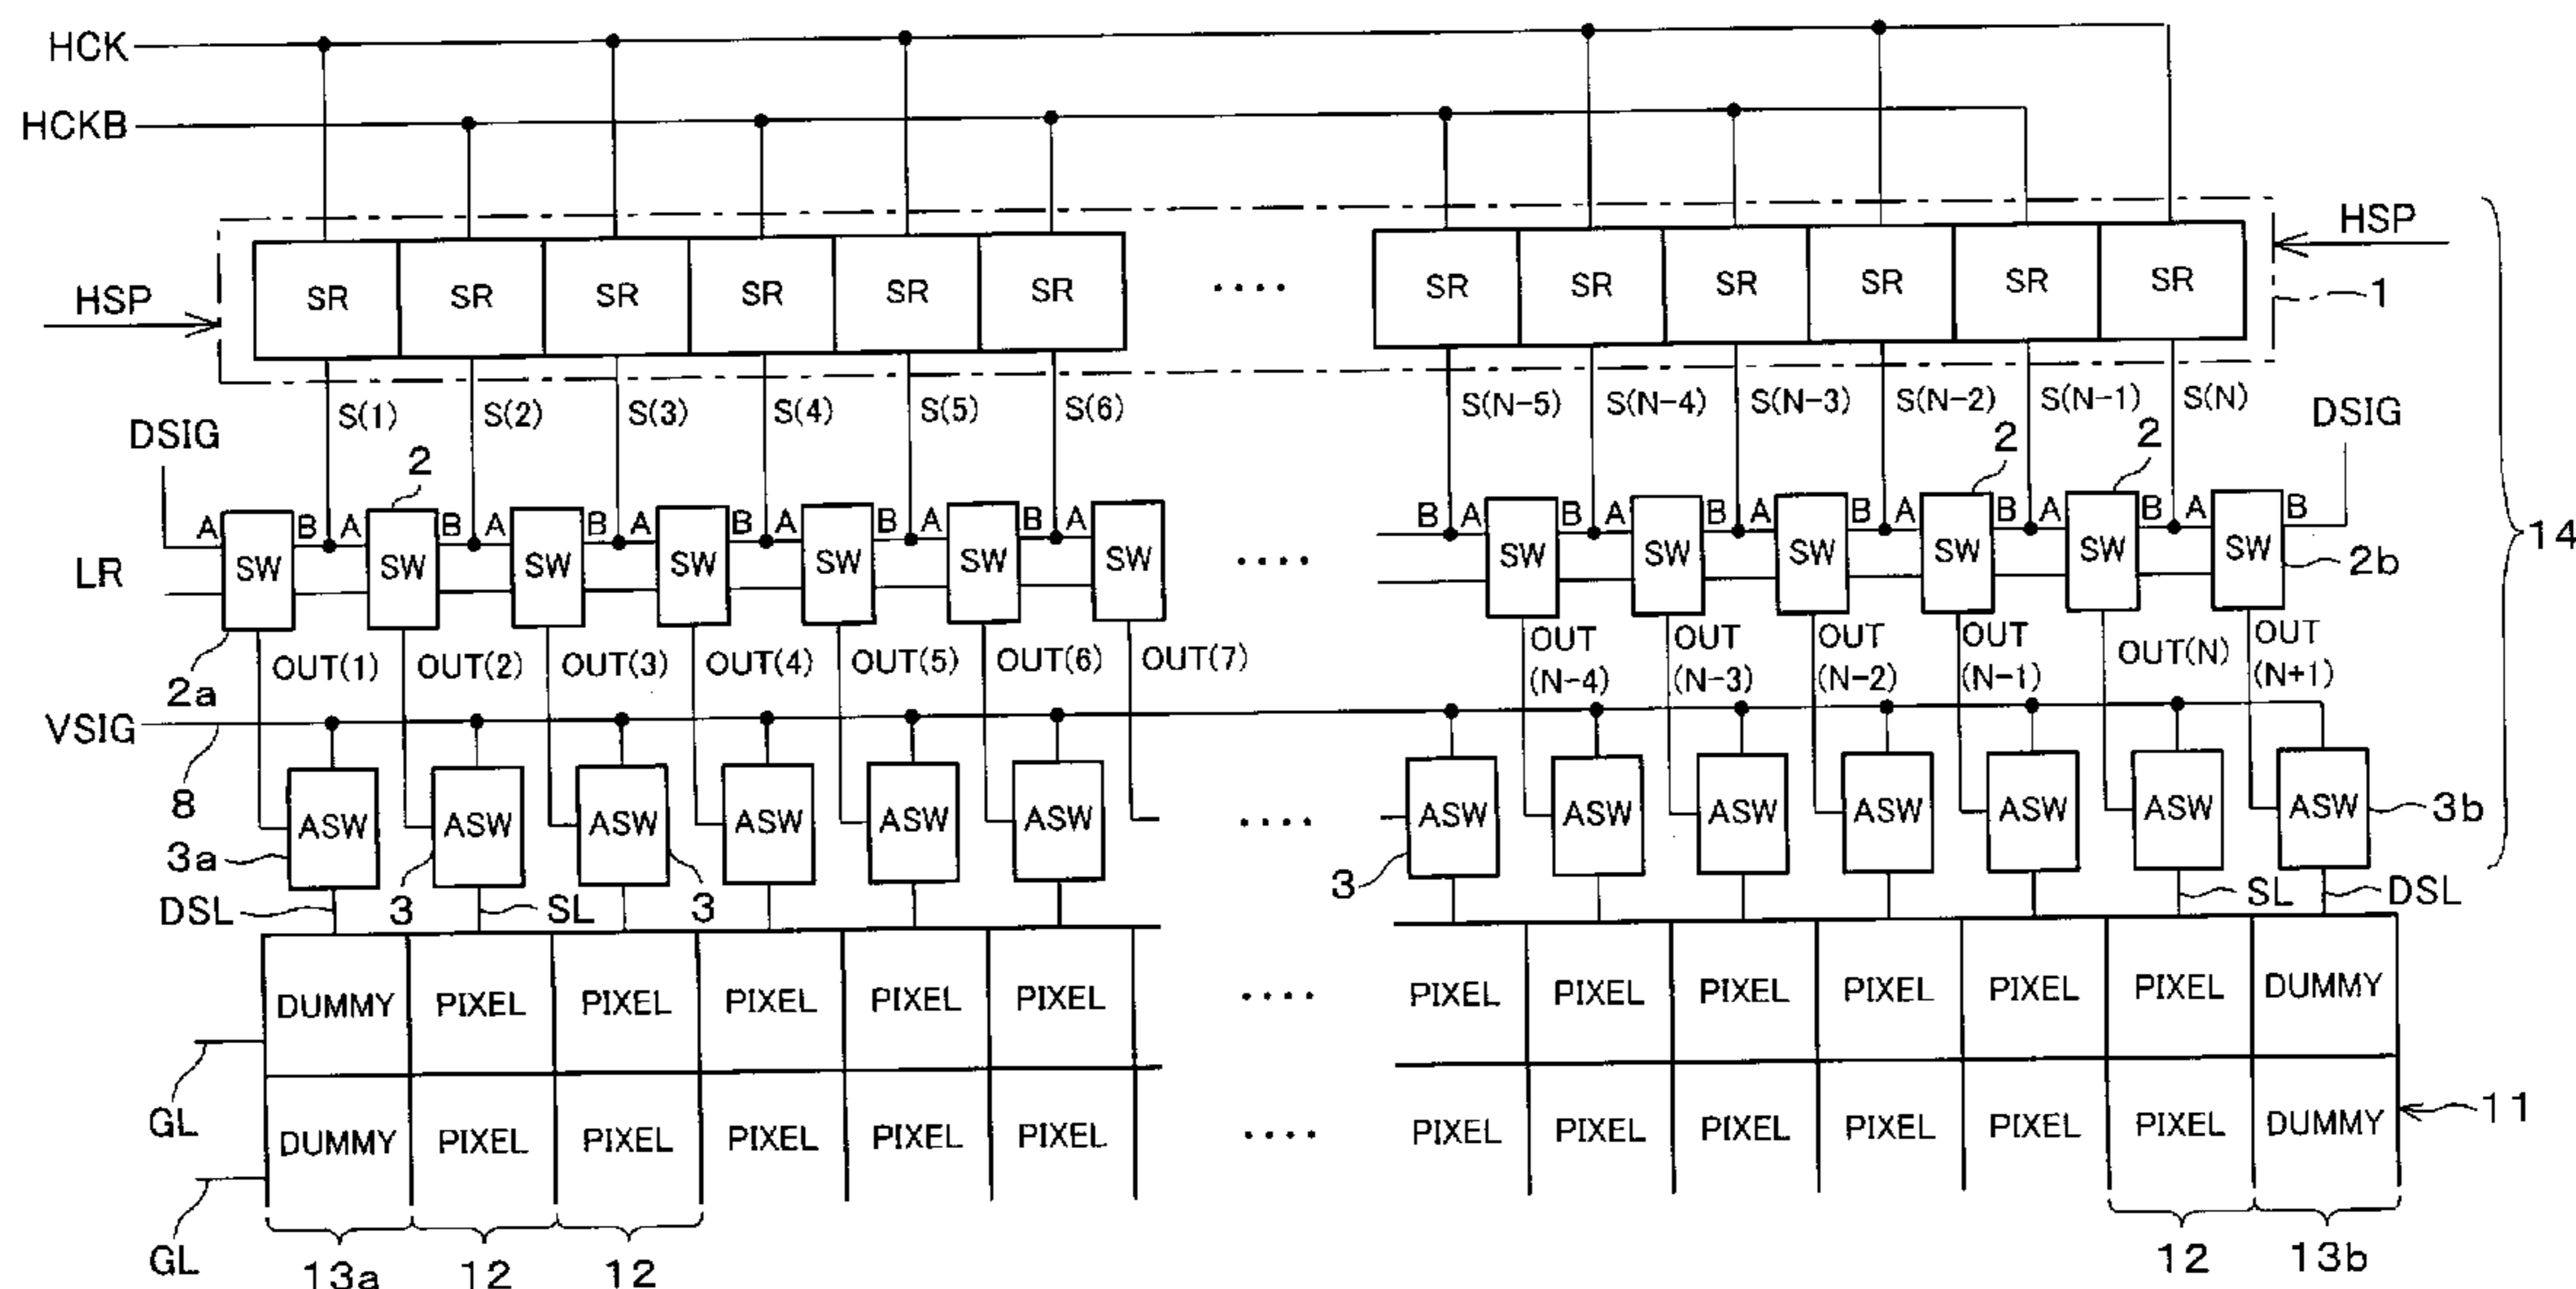 HCK
HCKB
HSP
HSP
SR SR SR SR SR SR .... SR SR SR SR SR SR
1
S(1) S(2) S(3) S(4) S(5) S(6) S(N-5) S(N-4) S(N-3) S(N-2) S(N-1) S(N)
DSIG
DSIG
2 2 2
A B A B A B A B A B A B A B A B A B A B A B A B A B
SW SW SW SW SW SW SW .... SW SW SW SW SW SW
LR
2b
14
2a
OUT(1) OUT(2) OUT(3) OUT(4) OUT(5) OUT(6) OUT(7) OUT (N-4) OUT (N-3) OUT (N-2) OUT (N-1) OUT(N) OUT (N+1)
VSIG
8
ASW ASW ASW ASW ASW ASW .... ASW ASW ASW ASW ASW ASW ASW
3a 3 3 3 3b
DSL SL SL DSL
DUMMY PIXEL PIXEL PIXEL PIXEL PIXEL .... PIXEL PIXEL PIXEL PIXEL PIXEL PIXEL DUMMY
GL
DUMMY PIXEL PIXEL PIXEL PIXEL PIXEL .... PIXEL PIXEL PIXEL PIXEL PIXEL PIXEL DUMMY
11
GL
13a 12 12 12 13b